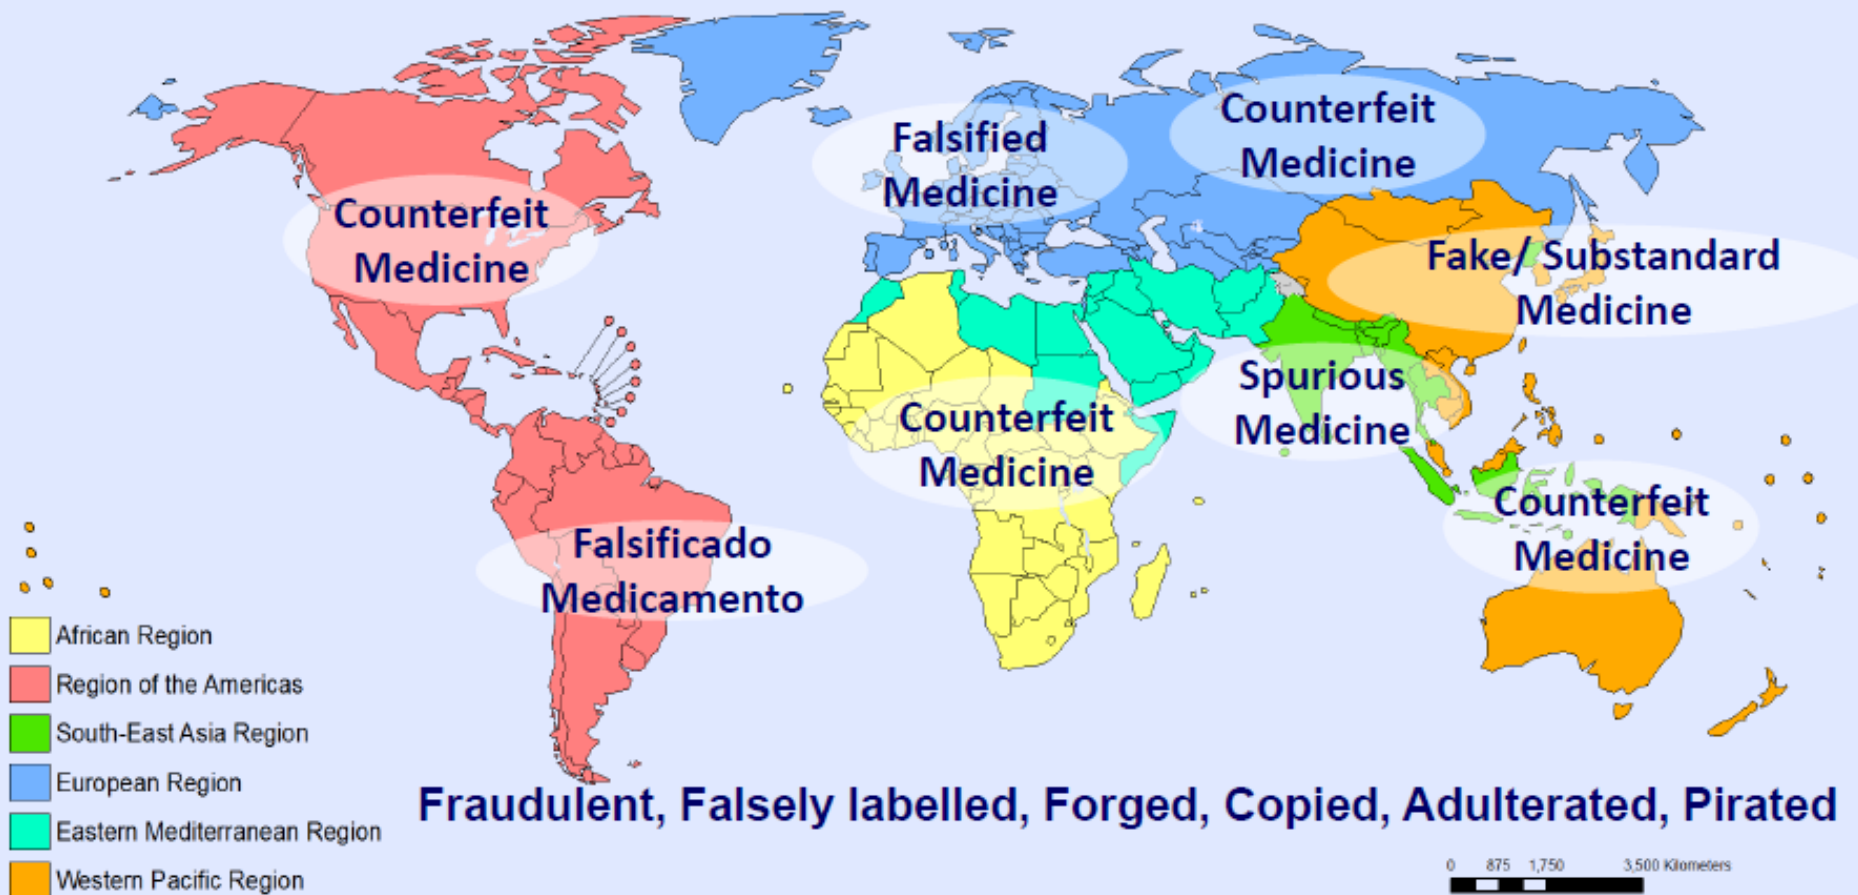 Counterfeit
Medicine
Falsified
Medicine
Counterfeit
Medicine
Fake/ Substandard
Medicine
Spurious
Medicine
Counterfeit
Medicine
Counterfeit
Medicine
Falsificado
Medicamento
African Region
Region of the Americas
South-East Asia Region
European Region
Eastern Mediterranean Region
Western Pacific Region
Fraudulent, Falsely labelled, Forged, Copied, Adulterated, Pirated
0 875 1,750 3,500 Kilometers